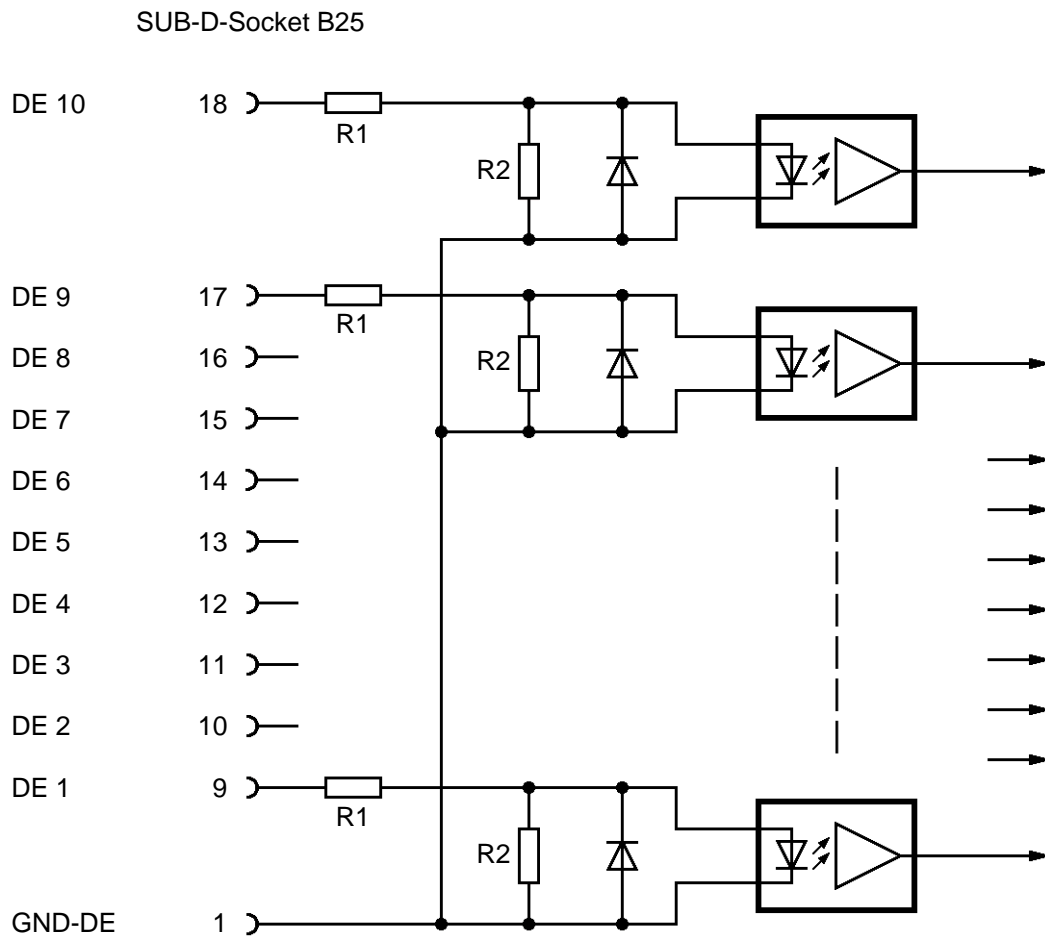 SUB-D-Socket B25
DE 10 18
R1
R2
DE 9 17
R1
R2
DE 8 16
DE 7 15
DE 6 14
DE 5 13
DE 4 12
DE 3 11
DE 2 10
DE 1 9
R1
R2
GND-DE 1